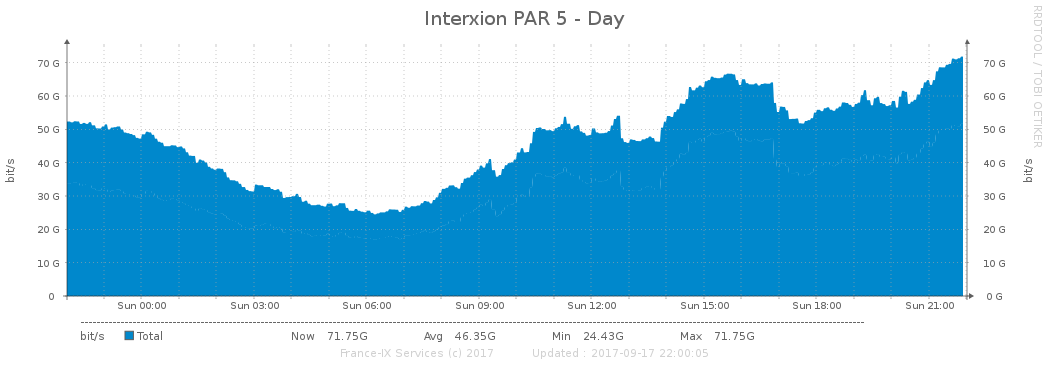 Interxion PAR 5 - Day
RRDTOOL / TOBI OETIKER
bit/s
70 G
60 G
50 G
40 G
30 G
20 G
10 G
0
70 G
60 G
50 G
40 G
30 G
20 G
10 G
0 G
bit/s
Sun 00:00 Sun 03:00 Sun 06:00 Sun 09:00 Sun 12:00 Sun 15:00 Sun 18:00 Sun 21:00
bit/s Total Now 71.75G Avg 46.35G Min 24.43G Max 71.75G
France-IX Services (c) 2017 Updated : 2017-09-17 22:00:05